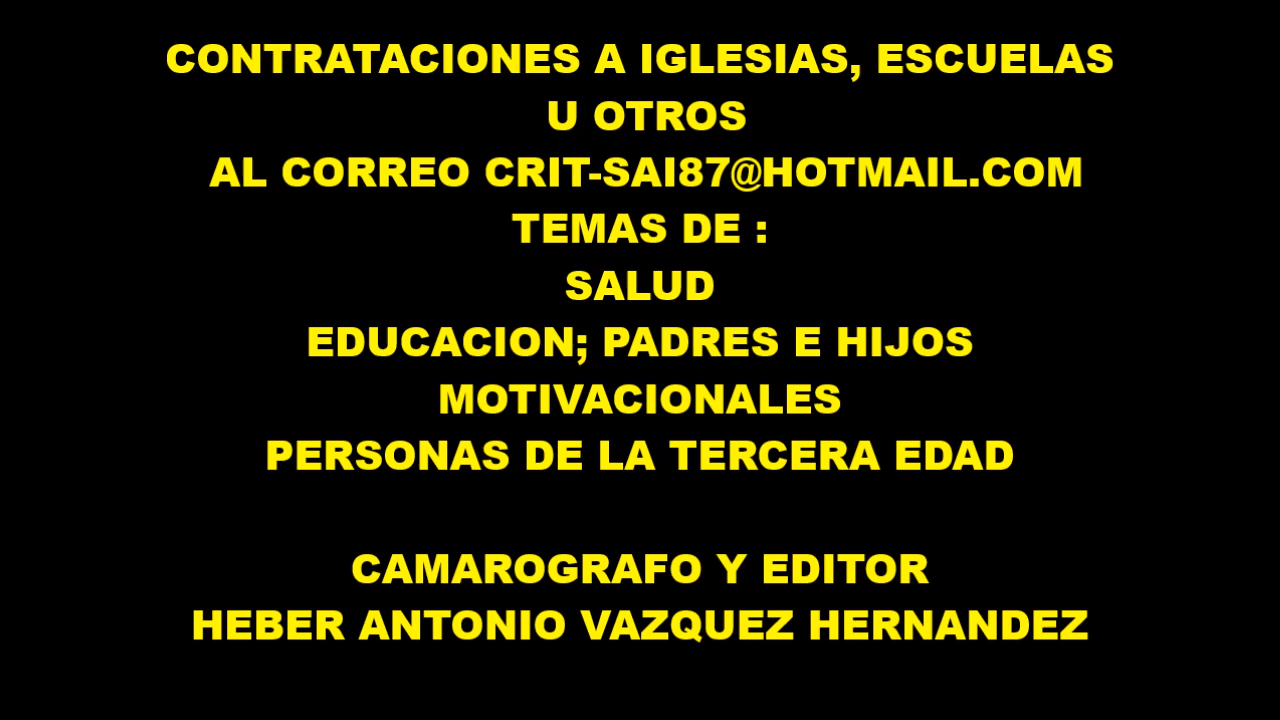 CONTRATACIONES A IGLESIAS, ESCUELAS
U OTROS
AL CORREO CRIT-SAI87@HOTMAIL.COM
TEMAS DE :
SALUD
EDUCACION; PADRES E HIJOS
MOTIVACIONALES
PERSONAS DE LA TERCERA EDAD
CAMAROGRAFO Y EDITOR
HEBER ANTONIO VAZQUEZ HERNANDEZ